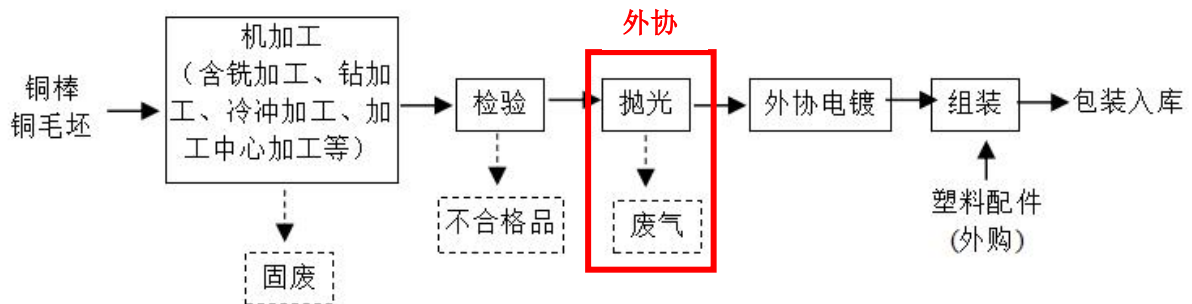 外协
铜棒
铜毛坯
机加工
（含铣加工、钻加
工、冷冲加工、加
工中心加工等）
检验
抛光
外协电镀
组装
包装入库
不合格品
废气
塑料配件
(外购)
固废